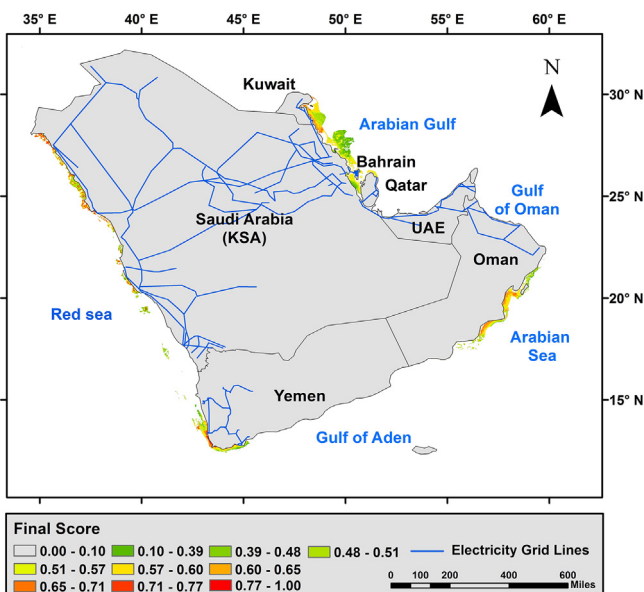 35° E 40° E 45° E 50° E 55° E 60° E
N
Kuwait
30° N
Arabian Gulf
Bahrain
Qatar
25° N
Gulf
of Oman
Saudi Arabia
(KSA)
UAE
Oman
Red sea
20° N
Arabian
Sea
Yemen
15° N
Gulf of Aden
Final Score
0.00 - 0.10 0.10 - 0.39 0.39 - 0.48 0.48 - 0.51 Electricity Grid Lines
0.51 - 0.57 0.57 - 0.60 0.60 - 0.65
0.65 - 0.71 0.71 - 0.77 0.77 - 1.00
0 100 200 400 600
Miles